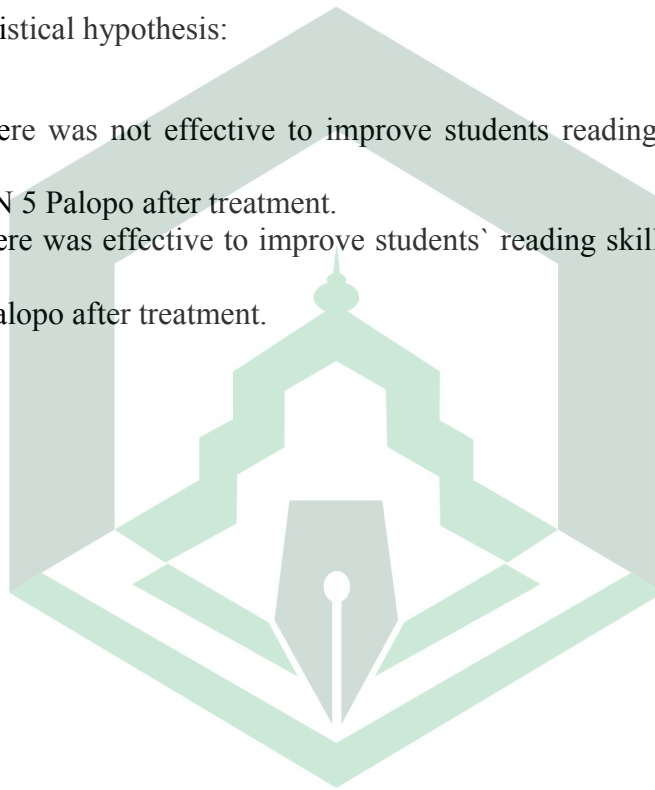 istical hypothesis:
ere was not effective to improve students reading
N 5 Palopo after treatment.
ere was effective to improve students` reading skill
alopo after treatment.